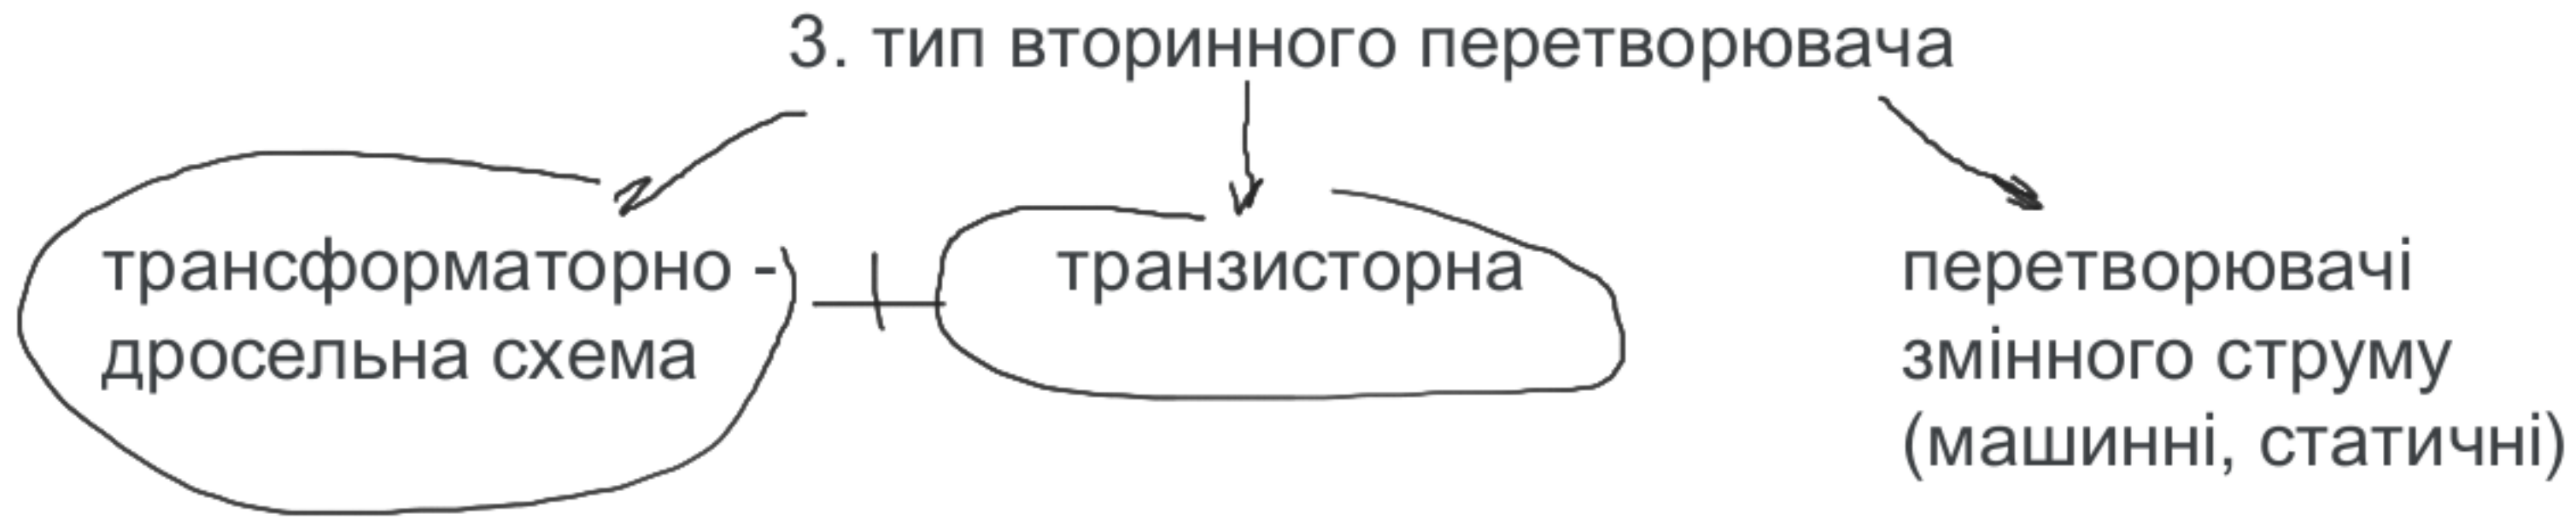 3. тип вторинного перетворювача
трансформаторно -
дросельна схема
+
транзисторна
перетворювачі
змінного струму
(машинні, статичні)